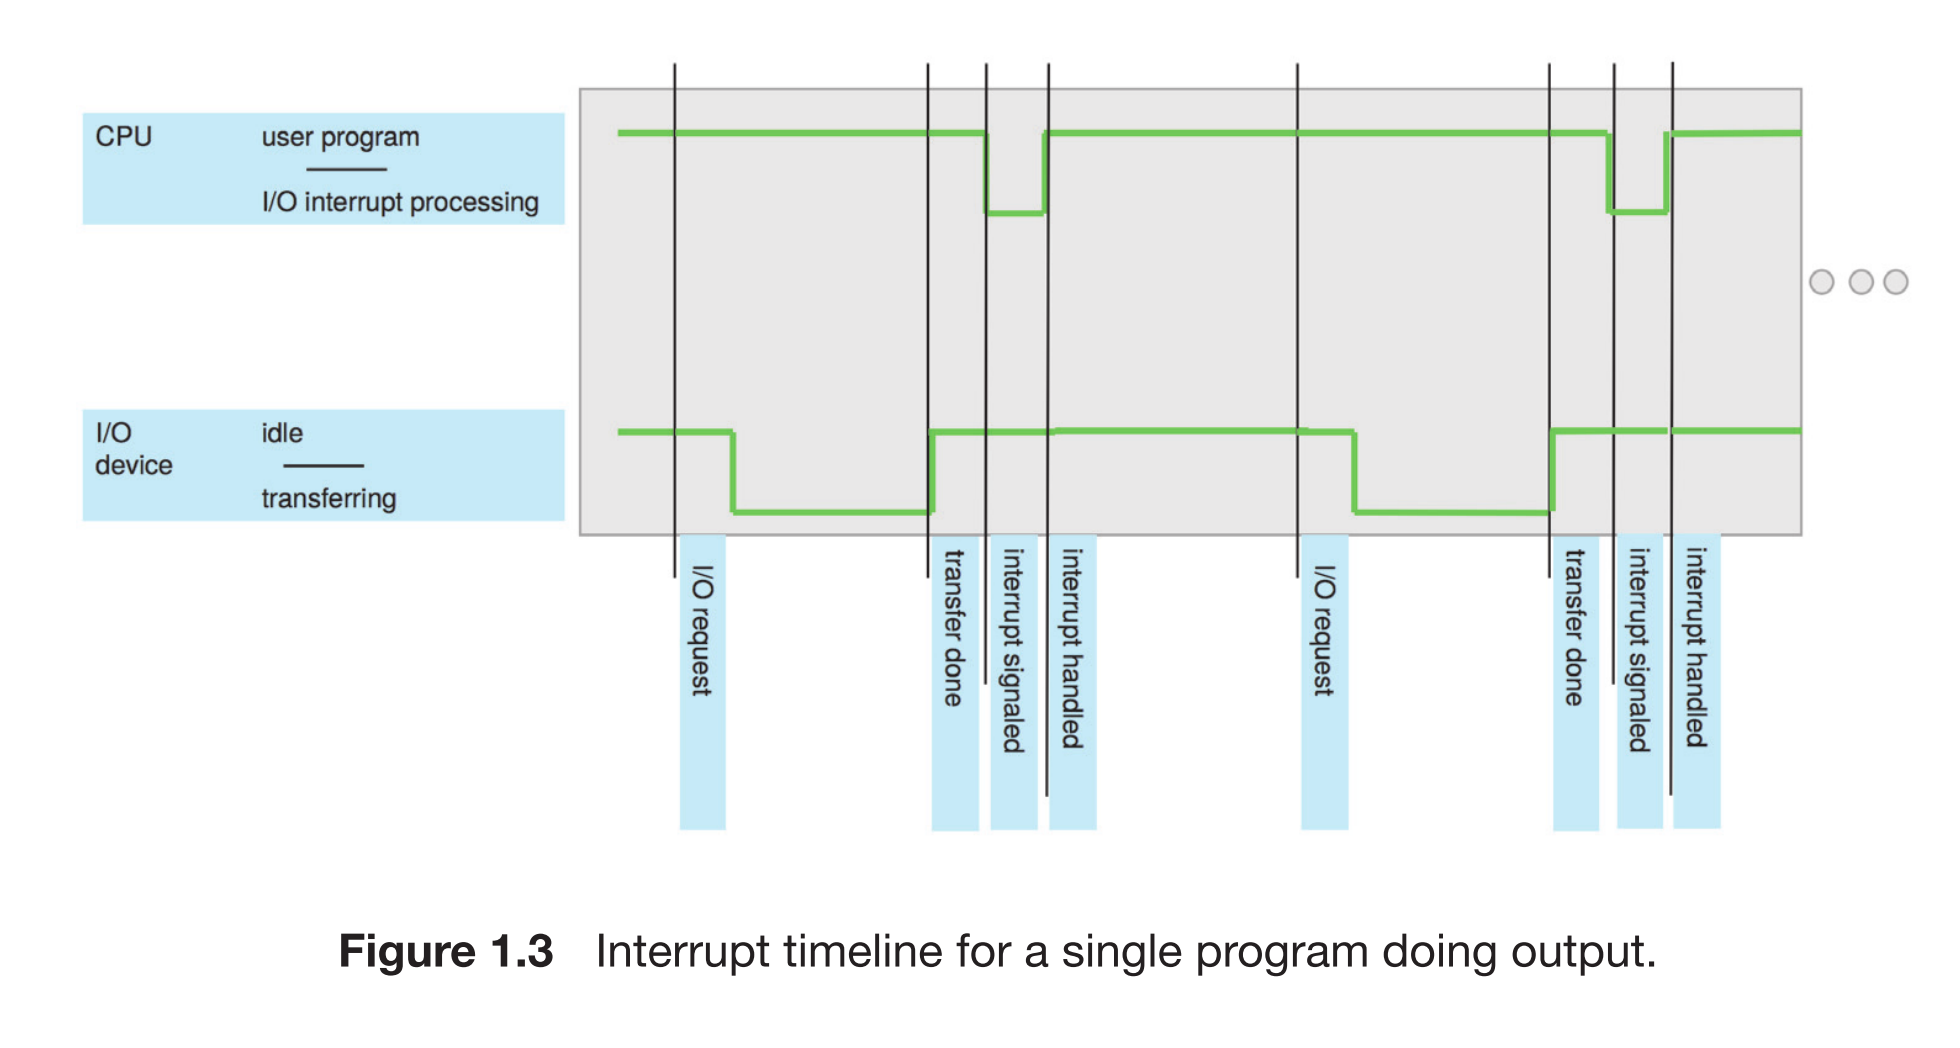 CPU
user program
I/O interrupt processing
I/O
device
idle
transferring
I/O request
transfer done
interrupt signaled
interrupt handled
I/O request
transfer done
interrupt signaled
interrupt handled
Figure 1.3 Interrupt timeline for a single program doing output.